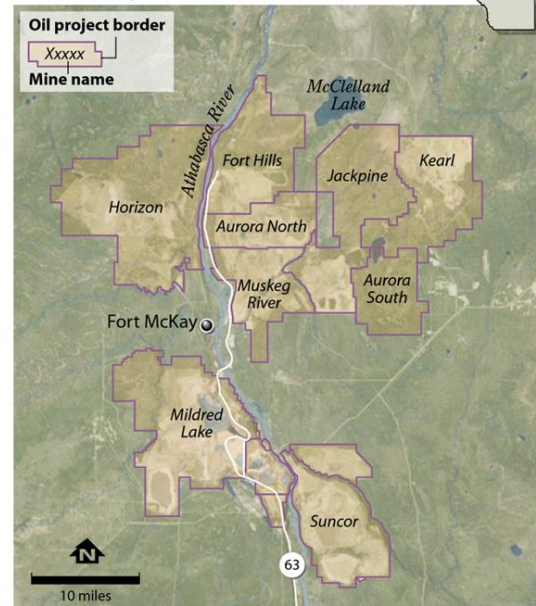 Oil project border
Xxxxx
Mine name
Athabasca River
McClelland
Lake
Fort Hills
Jackpine
Kearl
Horizon
Aurora North
Muskeg
River
Aurora
South
Fort McKay
Mildred
Lake
Suncor
N
63
10 miles